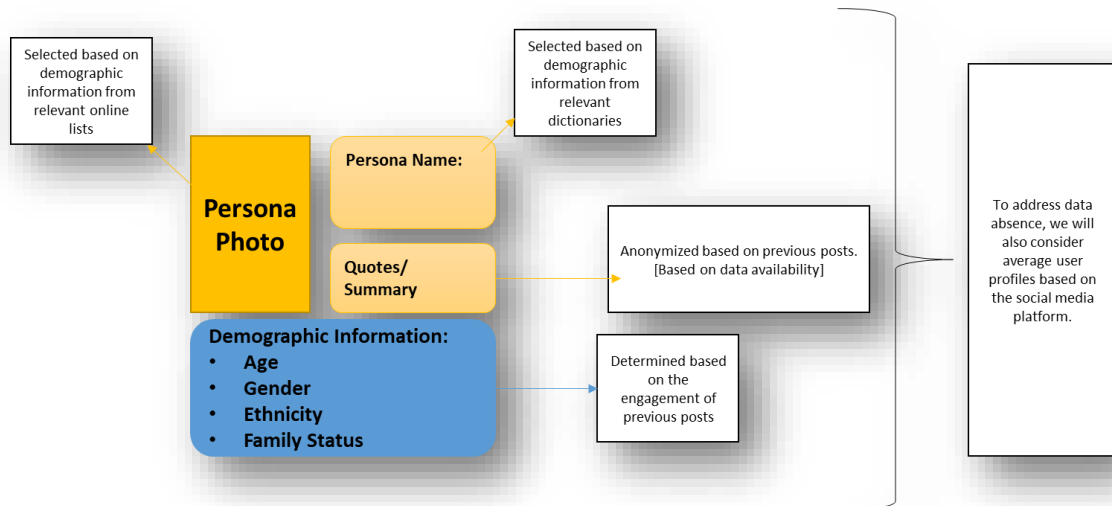 Selected based on
demographic
information from
relevant online
lists
Selected based on
demographic
information from
relevant
dictionaries
Persona
Photo
Persona Name:
Quotes/
Summary
Anonymized based on previous posts.
[Based on data availability]
Demographic Information:
• Age
• Gender
• Ethnicity
• Family Status
Determined based
on the
engagement of
previous posts
To address data
absence, we will
also consider
average user
profiles based on
the social media
platform.